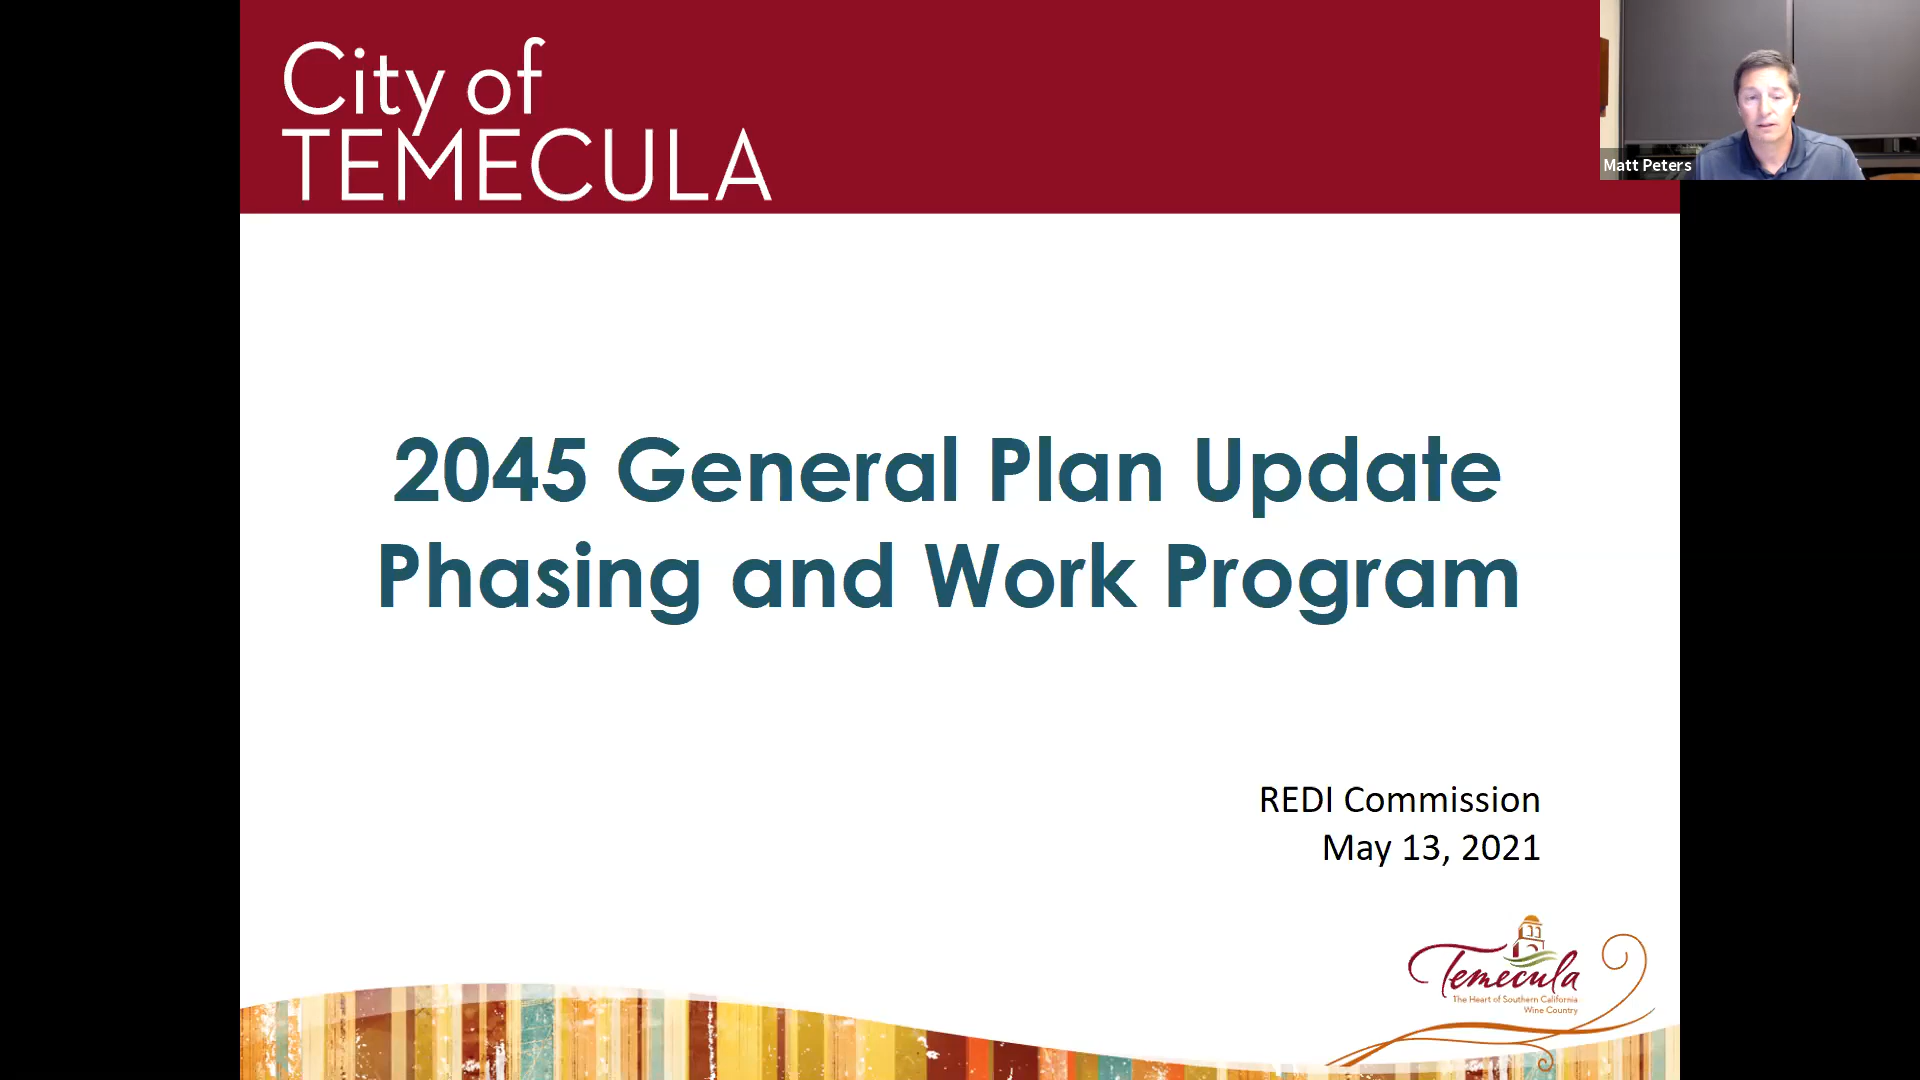 City of
TEMECULA
Matt Peters
2045 General Plan Update
Phasing and Work Program
REDI Commission
May 13, 2021
Temecula
The Heart of Southern California
Wine Country